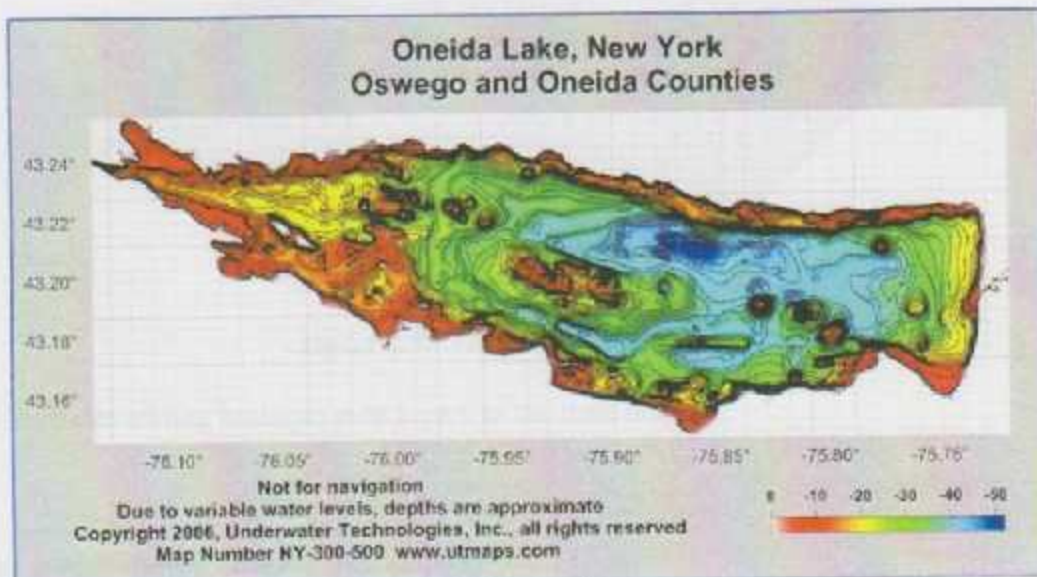 Oneida Lake, New York
Oswego and Oneida Counties
43.24°
43.22°
43.20°
43.18°
43.16°
-76.10° -76.05° -76.00° -75.95° -75.90° -75.85° -75.80° -75.75°
0 -10 -20 -30 -40 -50
Not for navigation
Due to variable water levels, depths are approximate
Copyright 2006, Underwater Technologies, Inc., all rights reserved
Map Number NY-300-500 www.utmaps.com